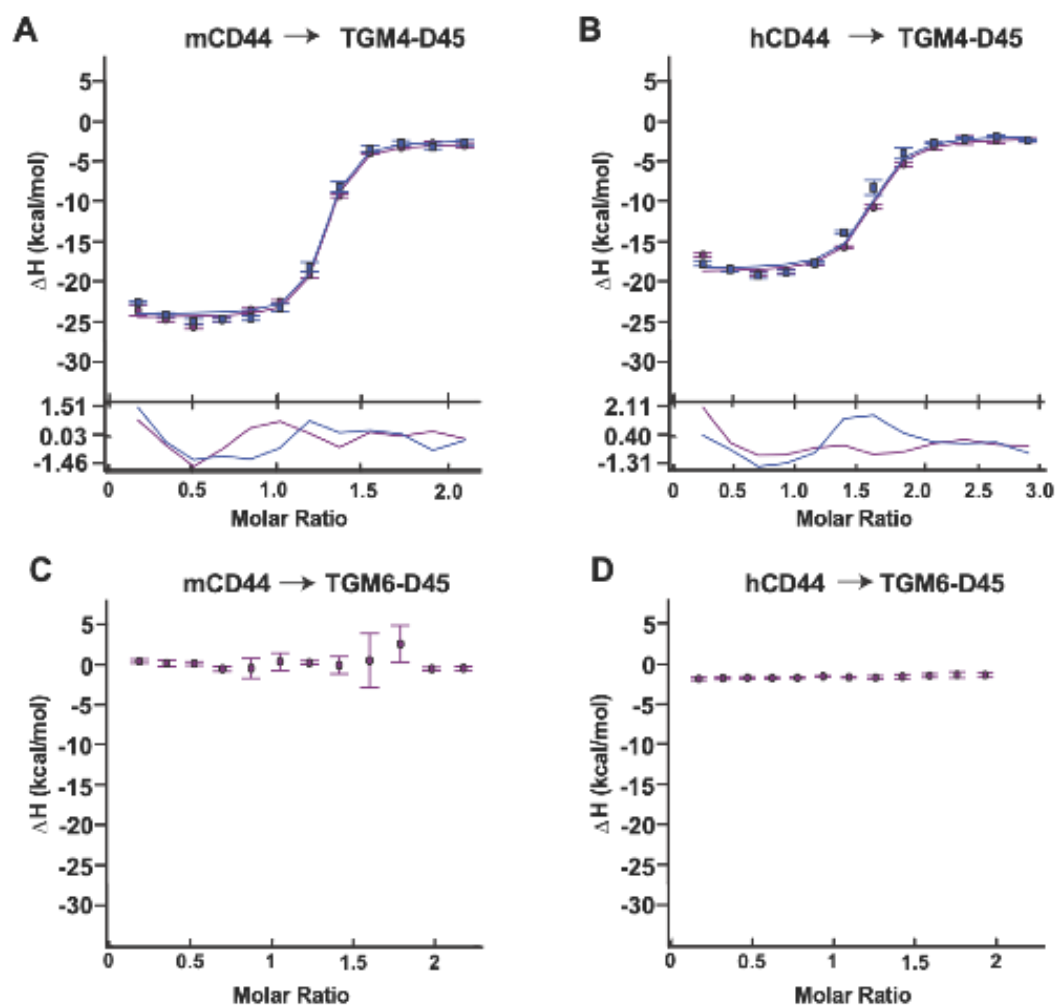 A
mCD44 → TGM4-D45
5
0
-5
-10
-15
-20
-25
-30
ΔH (kcal/mol)
1.51
0.03
-1.46
0 0.5 1.0 1.5 2.0
Molar Ratio
B
hCD44 → TGM4-D45
5
0
-5
-10
-15
-20
-25
-30
ΔH (kcal/mol)
2.11
0.40
-1.31
0 0.5 1.0 1.5 2.0 2.5 3.0
Molar Ratio
C
mCD44 → TGM6-D45
5
0
-5
-10
-15
-20
-25
-30
ΔH (kcal/mol)
0 0.5 1 1.5 2
Molar Ratio
D
hCD44 → TGM6-D45
5
0
-5
-10
-15
-20
-25
-30
ΔH (kcal/mol)
0 0.5 1 1.5 2
Molar Ratio